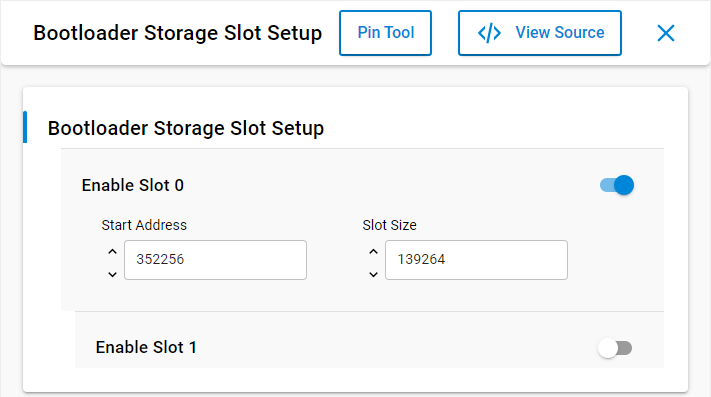 Bootloader Storage Slot Setup
Pin Tool
</> View Source
Bootloader Storage Slot Setup
Enable Slot 0
Start Address
Slot Size
352256
139264
Enable Slot 1